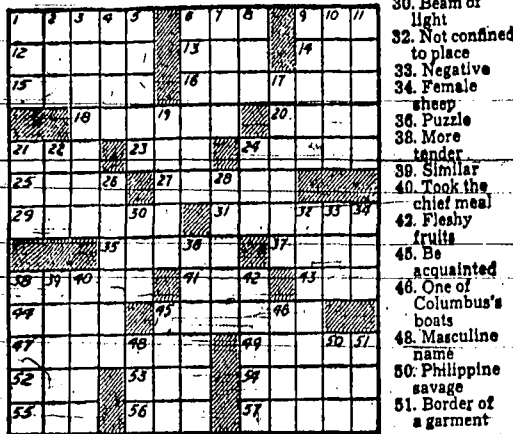 1 2 3 4 5 6 7 8 9 10 11
12 13 14
15 16 17
18 19 20
21 22 23 24
25 26 27 28
29 30 31 32 33 34
35 36 37
38 39 40 41 42 43
44 45 46
47 48 49 50 51
52 53 54
55 56 57
30. Beam of
light
32. Not confined
to place
33. Negative
34. Female
sheep
36. Puzzle
38. More
tender
39. Similar
40. Took the
chief meal
42. Fleshy
fruits
45. Be
acquainted
46. One of
Columbus's
boats
48. Masculine
name
50. Philippine
savage
51. Border of
a garment